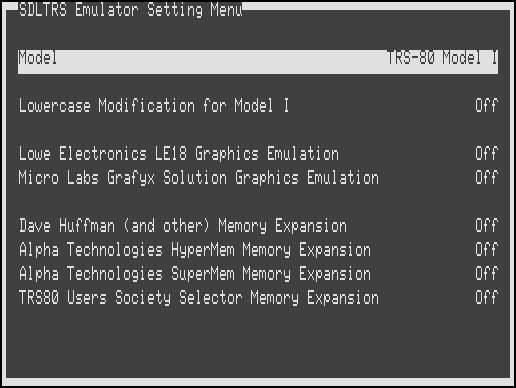 SDLTRS Emulator Setting Menu
Model TRS-80 Model I
Lowercase Modification for Model I Off
Lowe Electronics LE18 Graphics Emulation Off
Micro Labs Grafyx Solution Graphics Emulation Off
Dave Huffman (and other) Memory Expansion Off
Alpha Technologies HyperMem Memory Expansion Off
Alpha Technologies SuperMem Memory Expansion Off
TRS80 Users Society Selector Memory Expansion Off